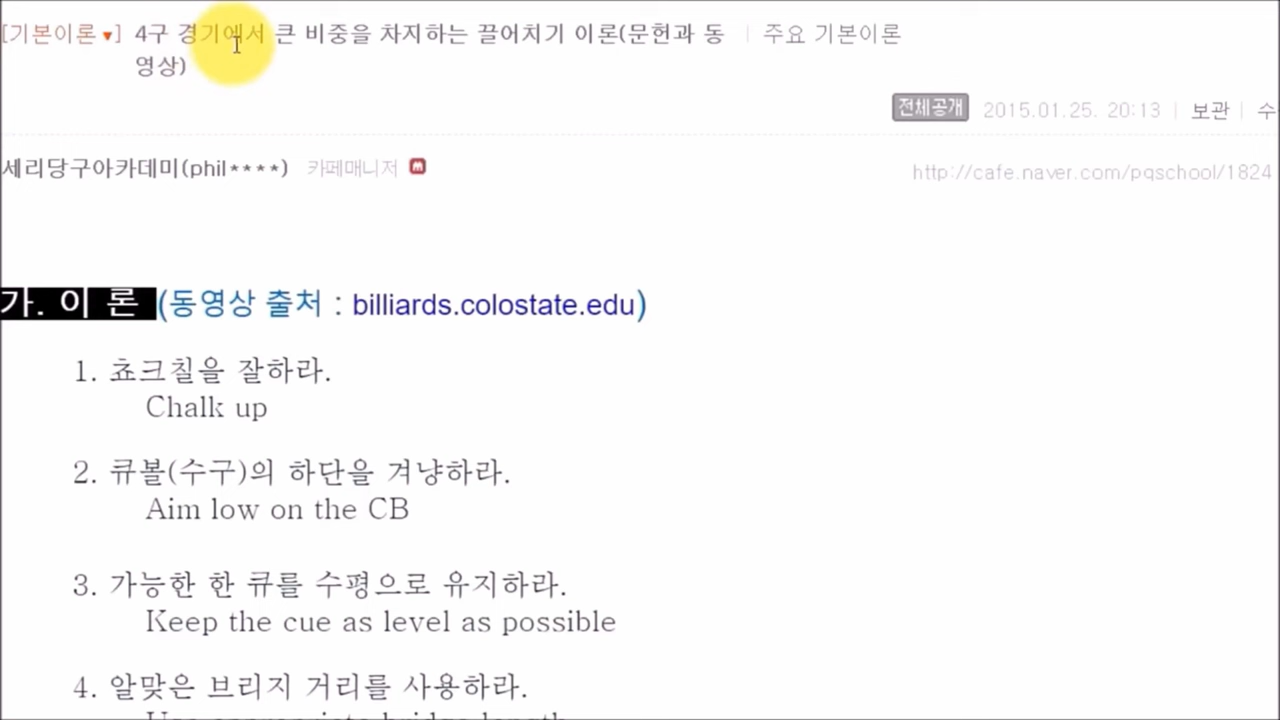 [기본이론▼] 4구 경기에서 큰 비중을 차지하는 끌어치기 이론(문헌과 동 | 주요 기본이론
영상)
전체공개 2015.01.25. 20:13 | 보관 | 수
세리당구아카데미(phil****) 카페매니저
http://cafe.naver.com/pqschool/1824
가. 이 론 (동영상 출처 : billiards.colostate.edu)
1. 쵸크칠을 잘하라.
Chalk up
2. 큐볼(수구)의 하단을 겨냥하라.
Aim low on the CB
3. 가능한 한 큐를 수평으로 유지하라.
Keep the cue as level as possible
4. 알맞은 브리지 거리를 사용하라.
Use appropriate bridge length